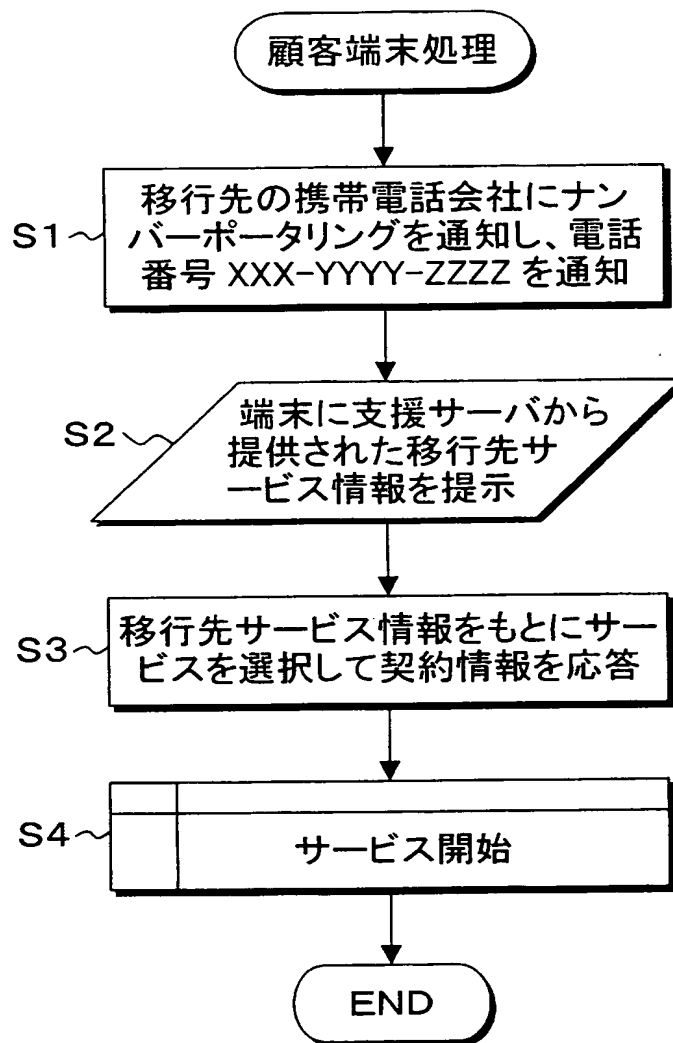 顧客端末処理
S1
移行先の携帯電話会社にナン
バーポータリングを通知し、電話
番号 XXX-YYYY-ZZZZ を通知
S2
端末に支援サーバから
提供された移行先サ
ービス情報を提示
S3
移行先サービス情報をもとにサー
ビスを選択して契約情報を応答
S4
サービス開始
END